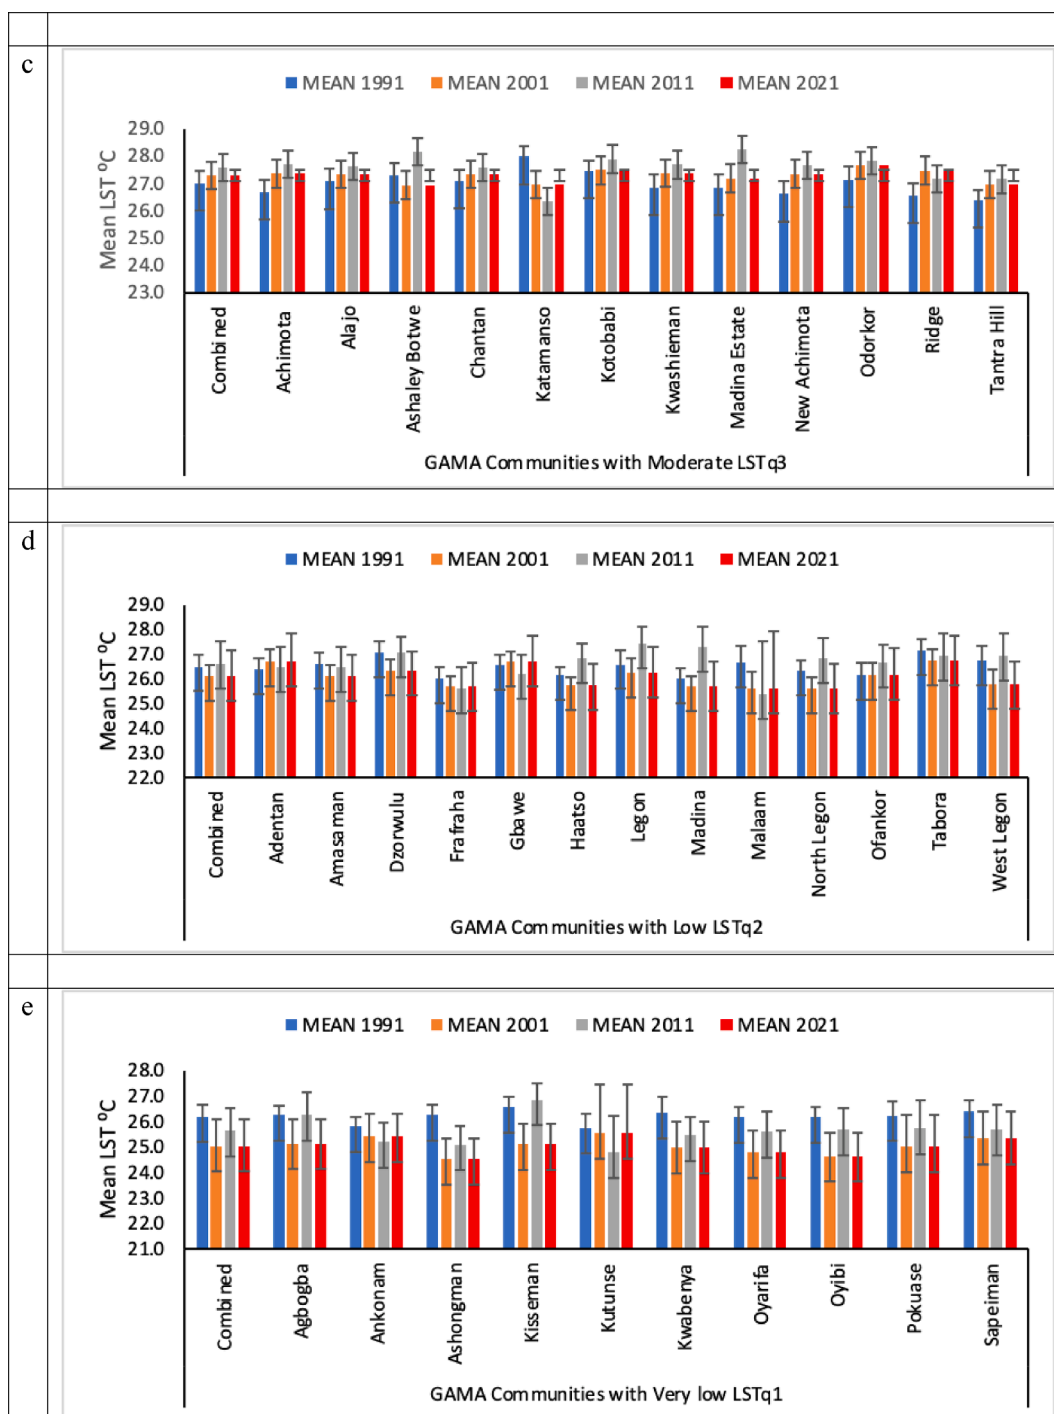 c
MEAN 1991 MEAN 2001 MEAN 2011 MEAN 2021
Mean LST ⁰C
29.0
28.0
27.0
26.0
25.0
24.0
23.0
Combined
Achimota
Alajo
Ashaley Botwe
Chantan
Katamanso
Kotobabi
Kwashieman
Madina Estate
New Achimota
Odorkor
Ridge
Tantra Hill
GAMA Communities with Moderate LSTq3
d
MEAN 1991 MEAN 2001 MEAN 2011 MEAN 2021
Mean LST ⁰C
29.0
28.0
27.0
26.0
25.0
24.0
23.0
22.0
Combined
Adentan
Amasaman
Dzorwulu
Frafraha
Gbawe
Haatso
Legon
Madina
Malaam
North Legon
Ofankor
Tabora
West Legon
GAMA Communities with Low LSTq2
e
MEAN 1991 MEAN 2001 MEAN 2011 MEAN 2021
Mean LST ⁰C
28.0
27.0
26.0
25.0
24.0
23.0
22.0
21.0
Combined
Agbogba
Ankonam
Ashongman
Kisseman
Kutunse
Kwabenya
Oyarifa
Oyibi
Pokuase
Sapeiman
GAMA Communities with Very low LSTq1